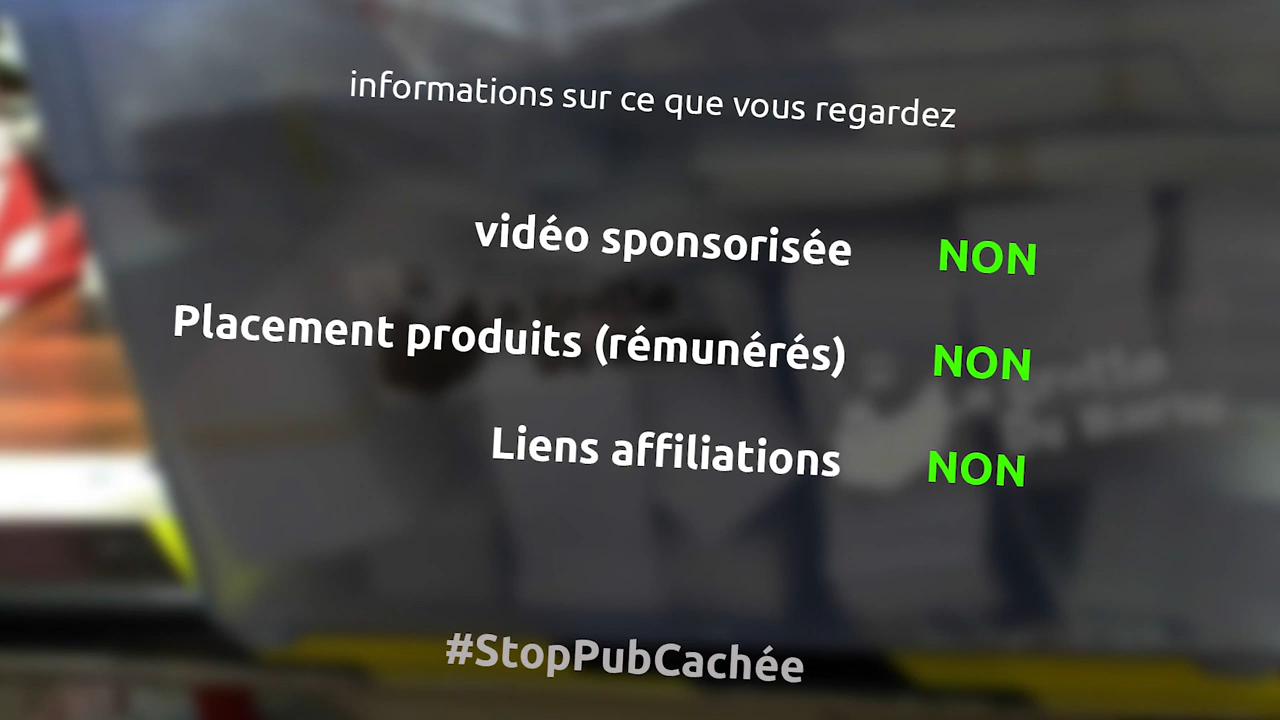 informations sur ce que vous regardez
vidéo sponsorisée NON
Placement produits (rémunérés) NON
Liens affiliations NON
#StopPubCachée